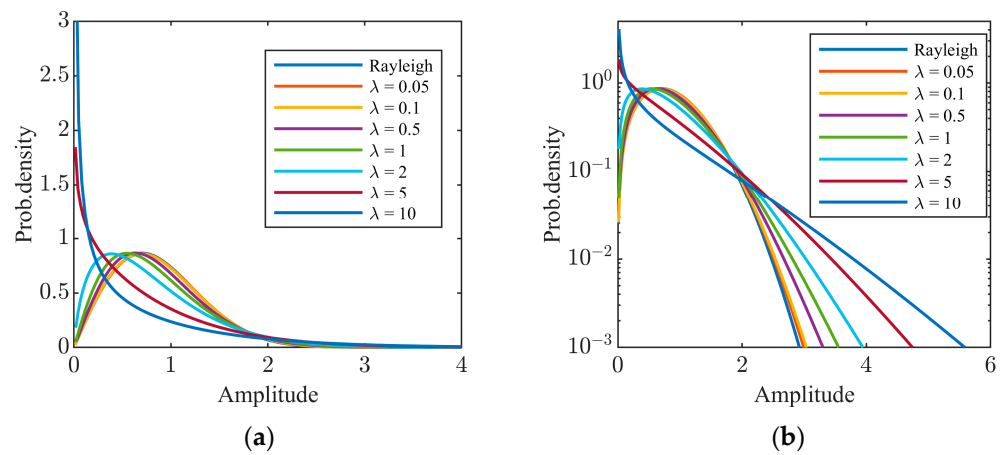 3
2.5
2
1.5
1
0.5
0
0
1
2
3
4
Prob.density
Amplitude
Rayleigh
λ = 0.05
λ = 0.1
λ = 0.5
λ = 1
λ = 2
λ = 5
λ = 10
(a)
10⁰
10⁻¹
10⁻²
10⁻³
0
2
4
6
Prob.density
Amplitude
Rayleigh
λ = 0.05
λ = 0.1
λ = 0.5
λ = 1
λ = 2
λ = 5
λ = 10
(b)